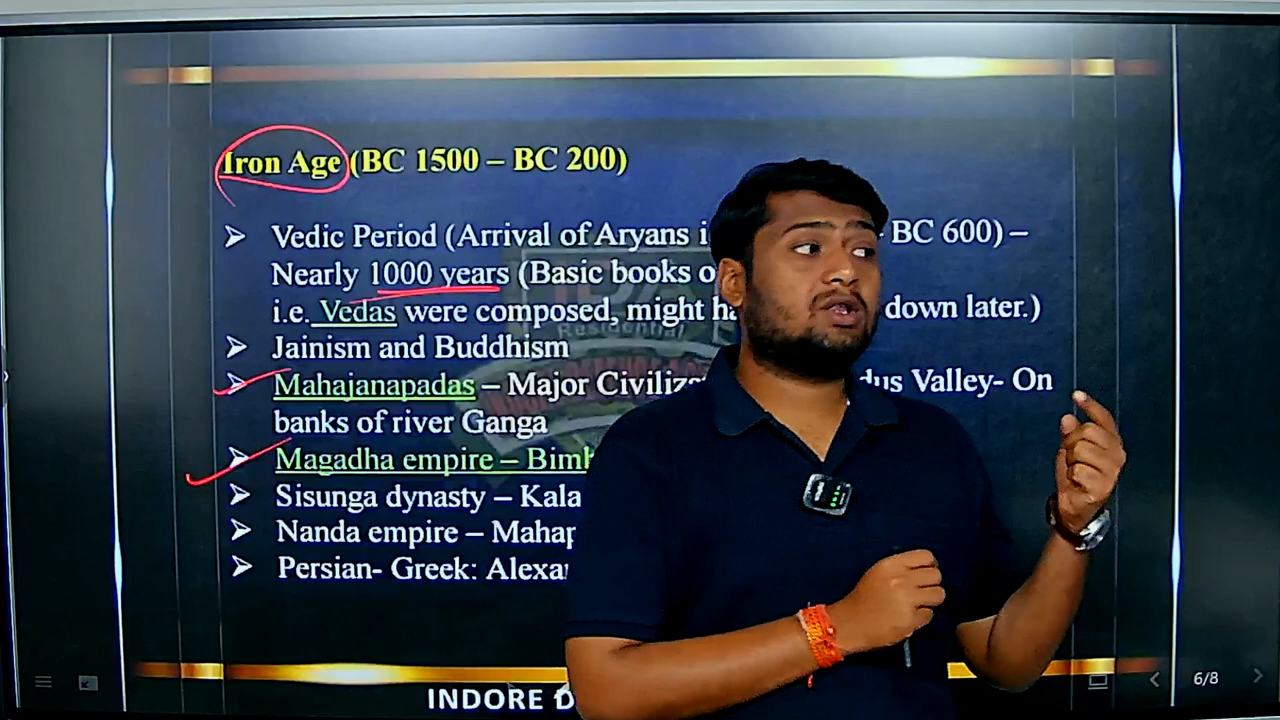 Iron Age (BC 1500 – BC 200)
➢ Vedic Period (Arrival of Aryans i BC 600) –
Nearly 1000 years (Basic books o
i.e. Vedas were composed, might ha down later.)
➢ Jainism and Buddhism
➢ Mahajanapadas – Major Civiliza dus Valley- On
banks of river Ganga
➢ Magadha empire – Bimb
➢ Sisunga dynasty – Kala
➢ Nanda empire – Mahap
➢ Persian- Greek: Alexa
Residential
INDORE D
6/8